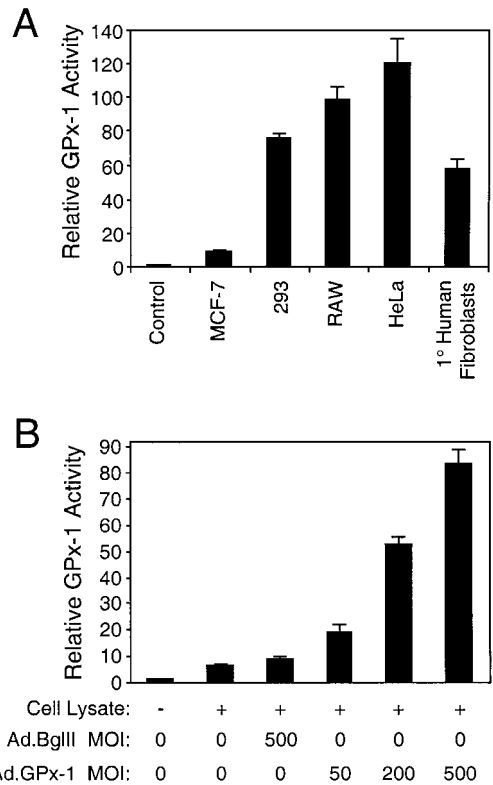 A
Relative GPx-1 Activity
140
120
100
80
60
40
20
0
Control
MCF-7
293
RAW
HeLa
1° Human
Fibroblasts
B
Relative GPx-1 Activity
90
80
70
60
50
40
30
20
10
0
Cell Lysate: - + + + + +
Ad.BglII MOI: 0 0 500 0 0 0
Ad.GPx-1 MOI: 0 0 0 50 200 500